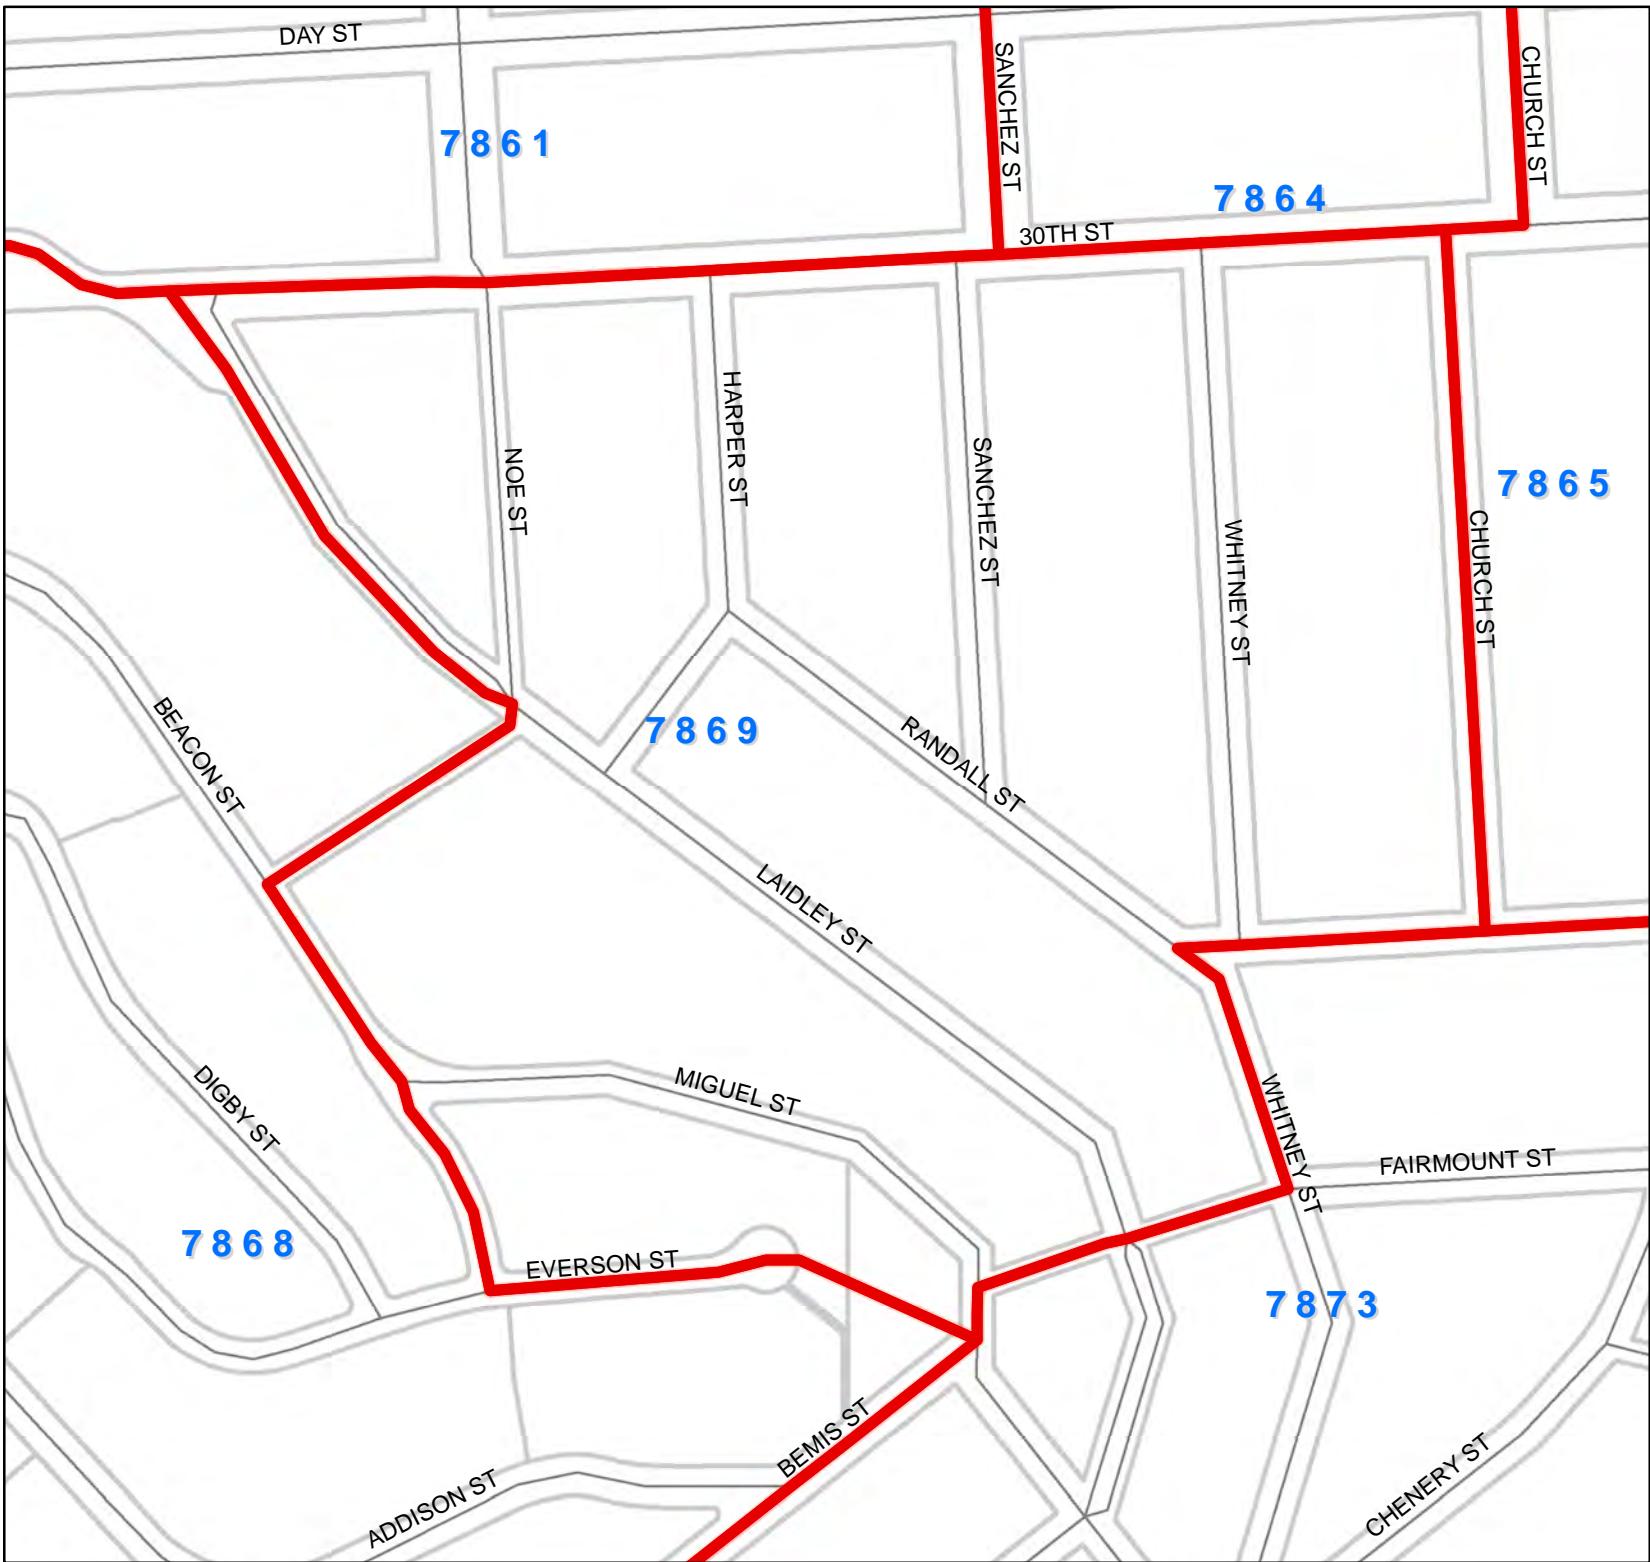 DAY ST
SANCHEZ ST
CHURCH ST
7861
7864
30TH ST
HARPER ST
NOE ST
SANCHEZ ST
7865
WHITNEY ST
CHURCH ST
BEACON ST
7869
RANDALL ST
LAIDLEY ST
DIGBY ST
MIGUEL ST
WHITNEY ST
FAIRMOUNT ST
7868
EVERSON ST
7873
BEMIS ST
ADDISON ST
CHENERY ST